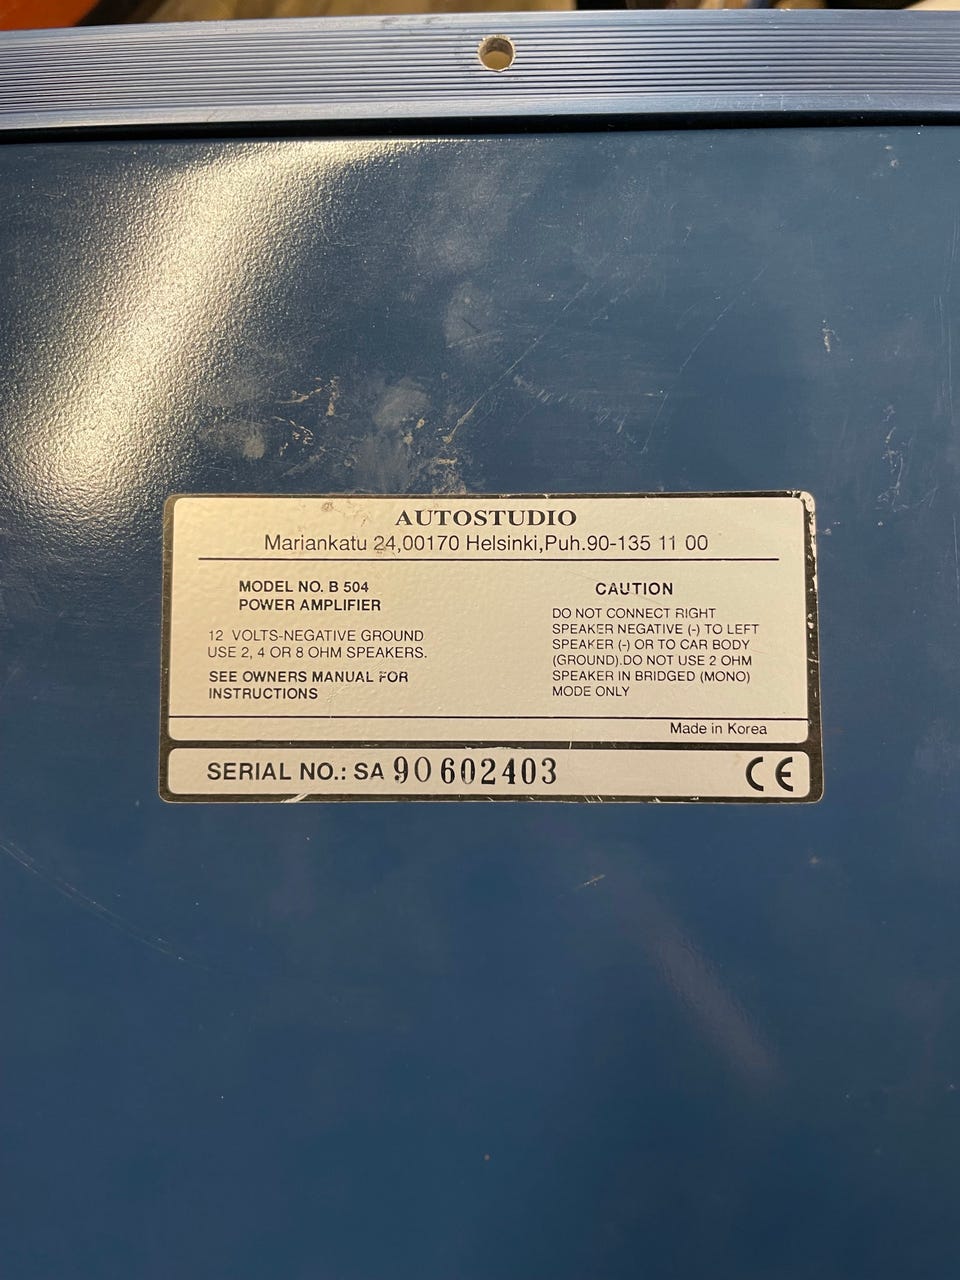 AUTOSTUDIO
Mariankatu 24,00170 Helsinki,Puh.90-135 11 00
MODEL NO. B 504
POWER AMPLIFIER
12 VOLTS-NEGATIVE GROUND
USE 2, 4 OR 8 OHM SPEAKERS.
SEE OWNERS MANUAL FOR
INSTRUCTIONS
CAUTION
DO NOT CONNECT RIGHT
SPEAKER NEGATIVE (-) TO LEFT
SPEAKER (-) OR TO CAR BODY
(GROUND).DO NOT USE 2 OHM
SPEAKER IN BRIDGED (MONO)
MODE ONLY
Made in Korea
SERIAL NO.: SA 90602403
CE